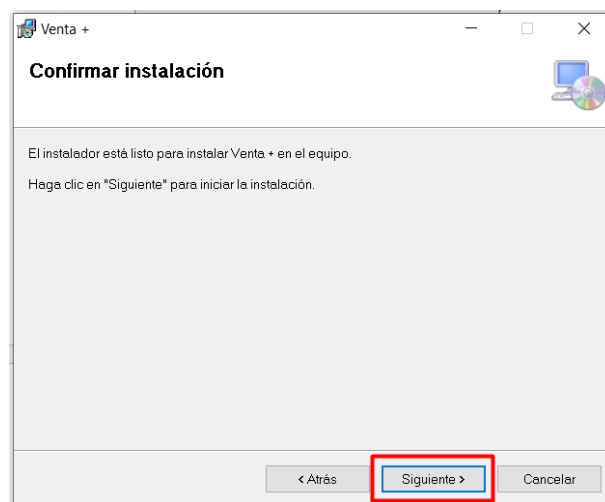 Venta +
Confirmar instalación
El instalador está listo para instalar Venta + en el equipo.
Haga clic en "Siguiente" para iniciar la instalación.
< Atrás
Siguiente >
Cancelar